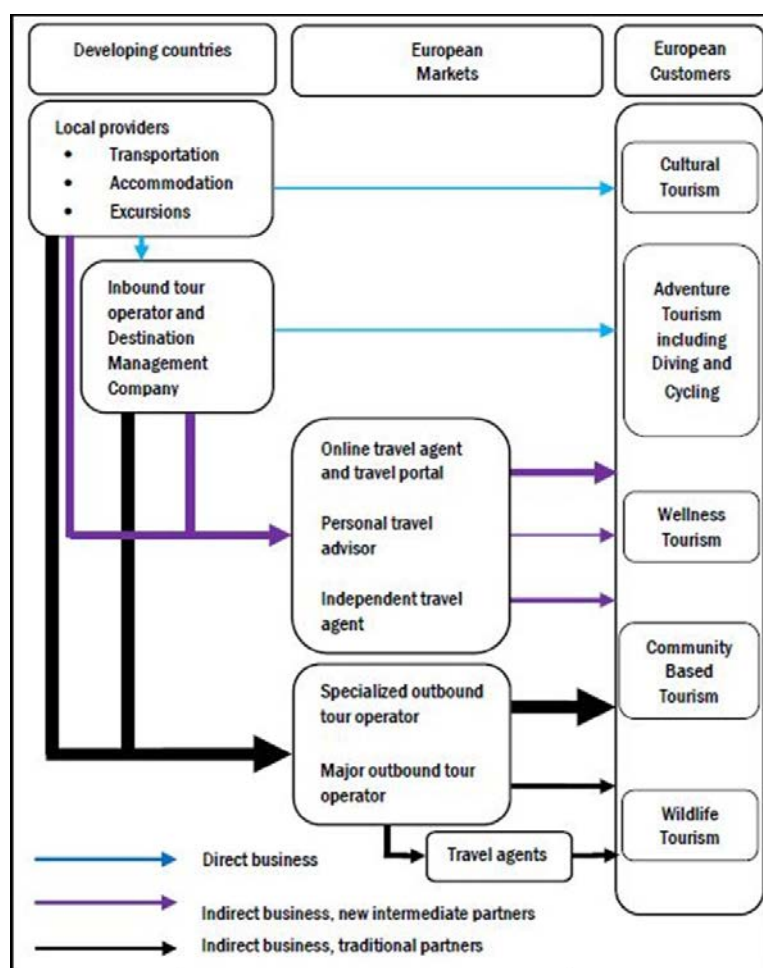 Developing countries
European
Markets
European
Customers
Local providers
• Transportation
• Accommodation
• Excursions
Cultural
Tourism
Inbound tour
operator and
Destination
Management
Company
Adventure
Tourism
including
Diving and
Cycling
Online travel agent
and travel portal
Personal travel
advisor
Independent travel
agent
Wellness
Tourism
Community
Based
Tourism
Specialized outbound
tour operator
Major outbound tour
operator
Wildlife
Tourism
Travel agents
Direct business
Indirect business, new intermediate partners
Indirect business, traditional partners